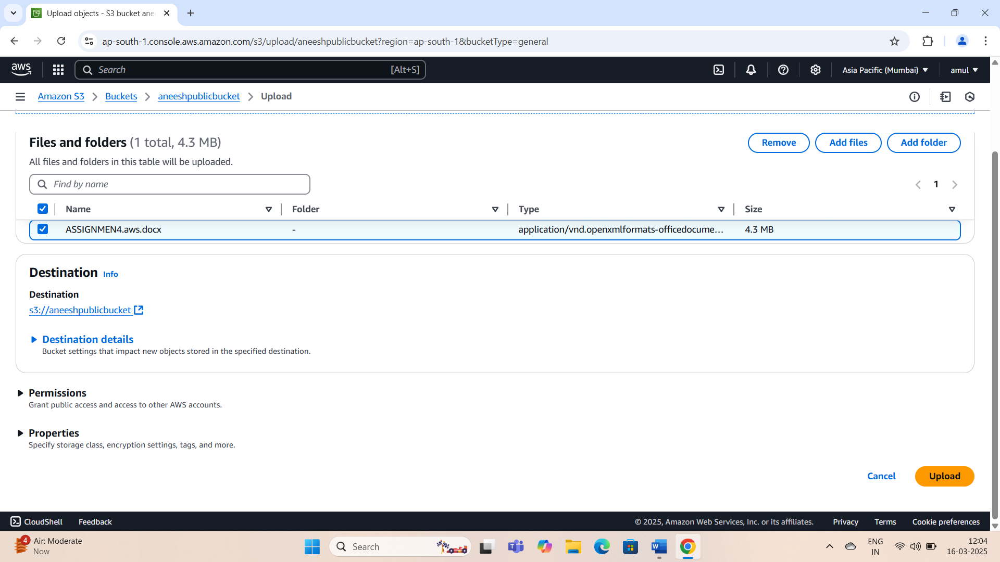 Upload objects - S3 bucket ane
ap-south-1.console.aws.amazon.com/s3/upload/aneeshpublicbucket?region=ap-south-1&bucketType=general
aws
Search
[Alt+S]
Asia Pacific (Mumbai)
amul
Amazon S3
Buckets
aneeshpublicbucket
Upload
Files and folders (1 total, 4.3 MB)
Remove
Add files
Add folder
All files and folders in this table will be uploaded.
Find by name
1
Name
Folder
Type
Size
ASSIGNMEN4.aws.docx
-
application/vnd.openxmlformats-officedocume...
4.3 MB
Destination Info
Destination
s3://aneeshpublicbucket
Destination details
Bucket settings that impact new objects stored in the specified destination.
Permissions
Grant public access and access to other AWS accounts.
Properties
Specify storage class, encryption settings, tags, and more.
Cancel
Upload
CloudShell
Feedback
© 2025, Amazon Web Services, Inc. or its affiliates.
Privacy
Terms
Cookie preferences
4
Air: Moderate
Now
Search
ENG
IN
12:04
16-03-2025